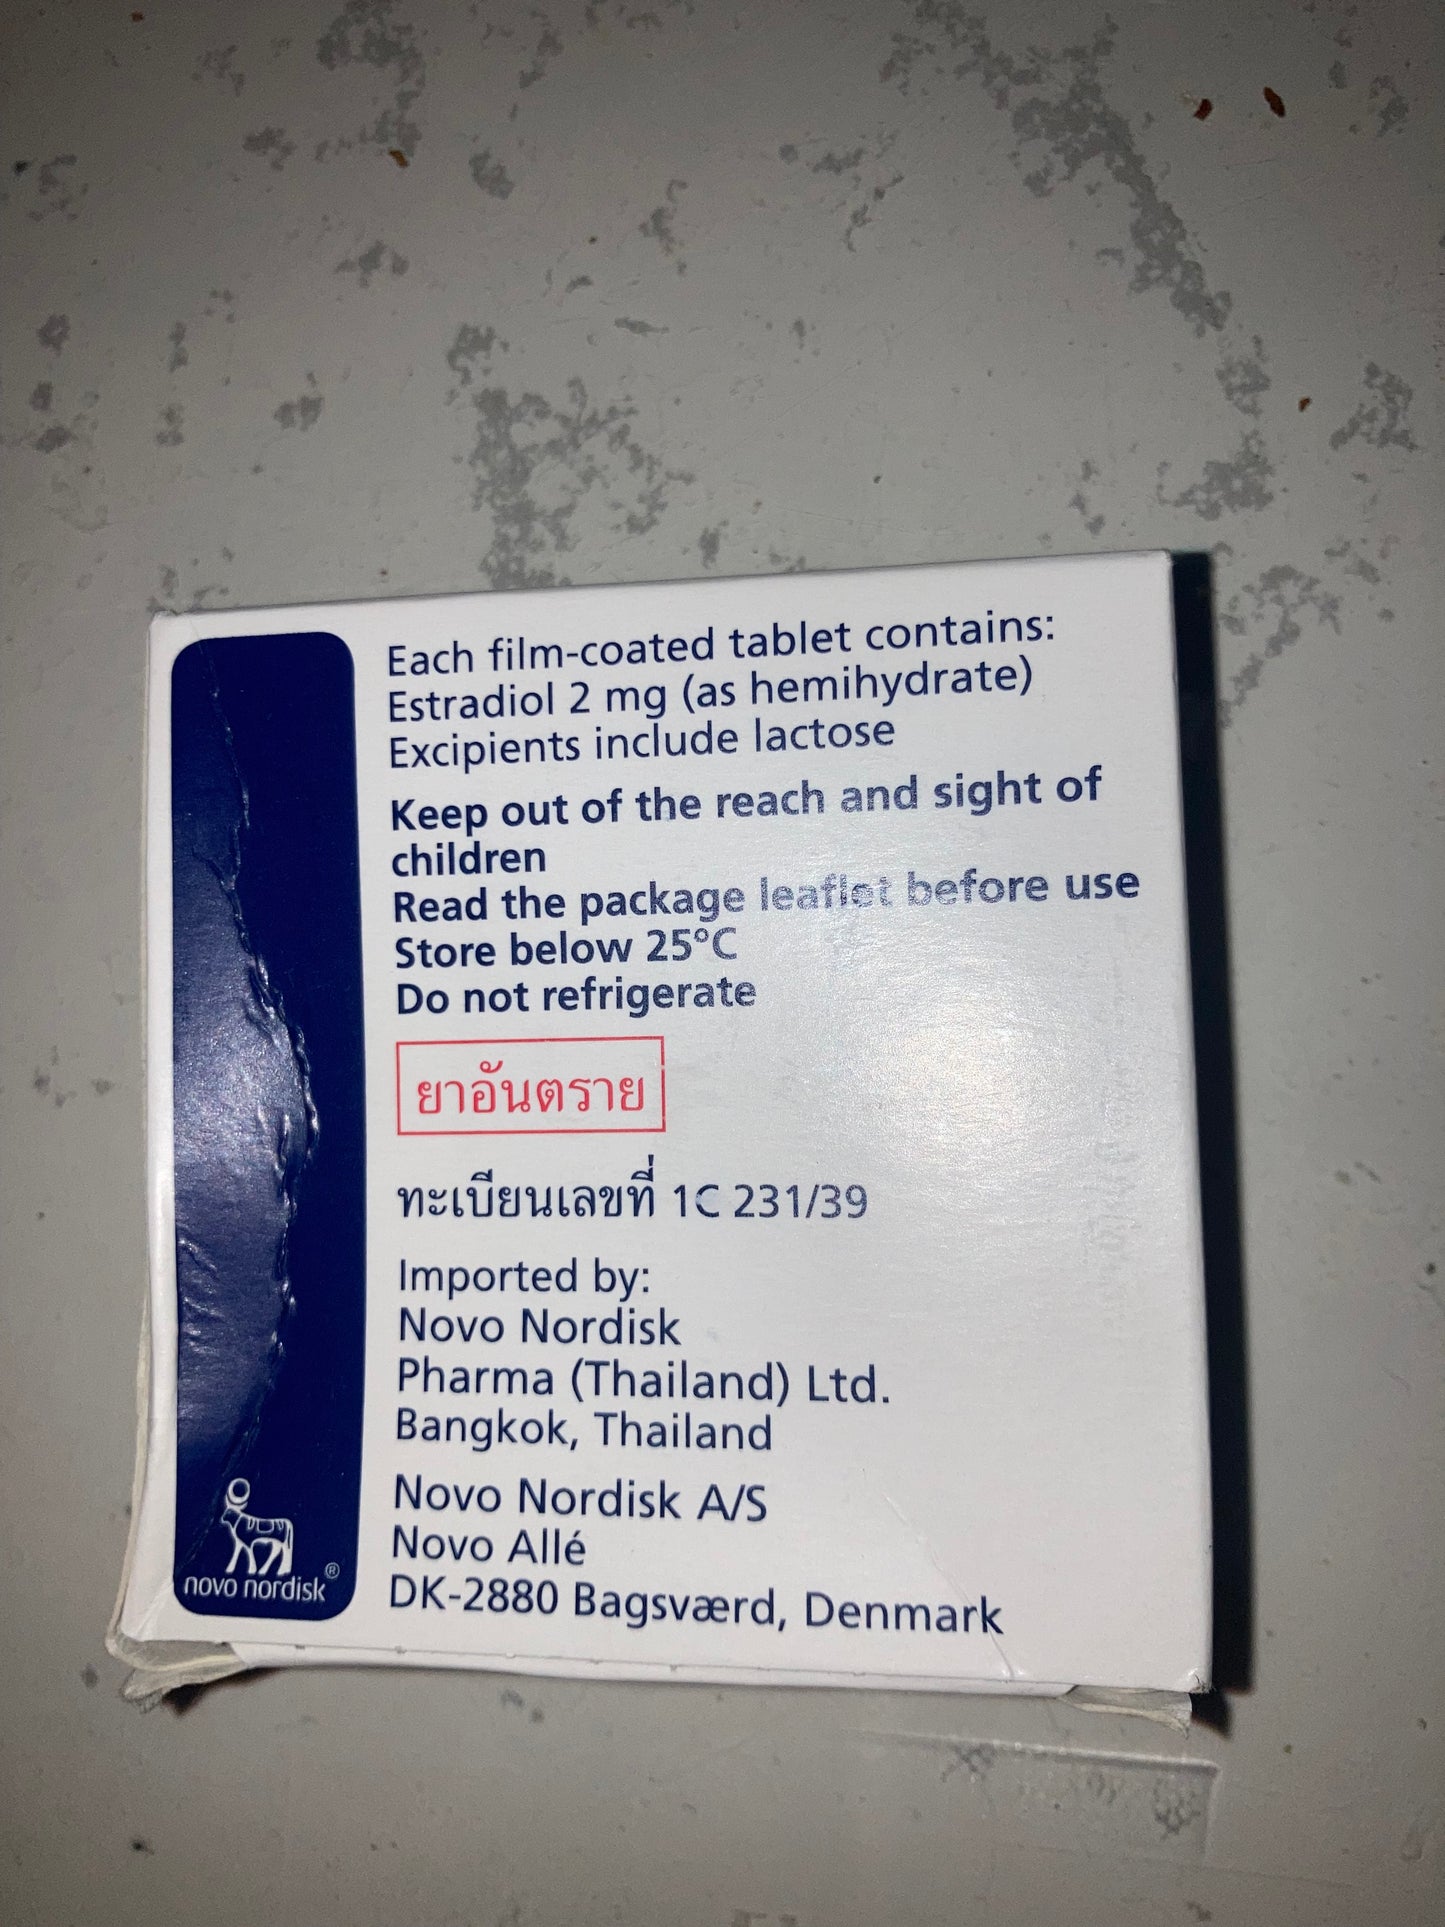 Each film-coated tablet contains:
Estradiol 2 mg (as hemihydrate)
Excipients include lactose
Keep out of the reach and sight of
children
Read the package leaflet before use
Store below 25°C
Do not refrigerate
ยาอันตราย
ทะเบียนเลขที่ 1C 231/39
Imported by:
Novo Nordisk
Pharma (Thailand) Ltd.
Bangkok, Thailand
Novo Nordisk A/S
Novo Allé
DK-2880 Bagsværd, Denmark
novo nordisk®